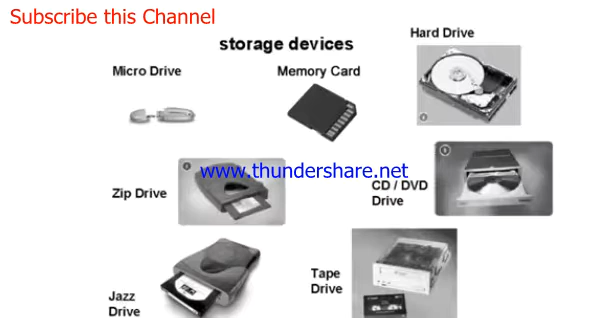 Subscribe this Channel
storage devices
Hard Drive
Micro Drive
Memory Card
www.thundershare.net
Zip Drive
CD / DVD
Drive
Jazz
Drive
Tape
Drive